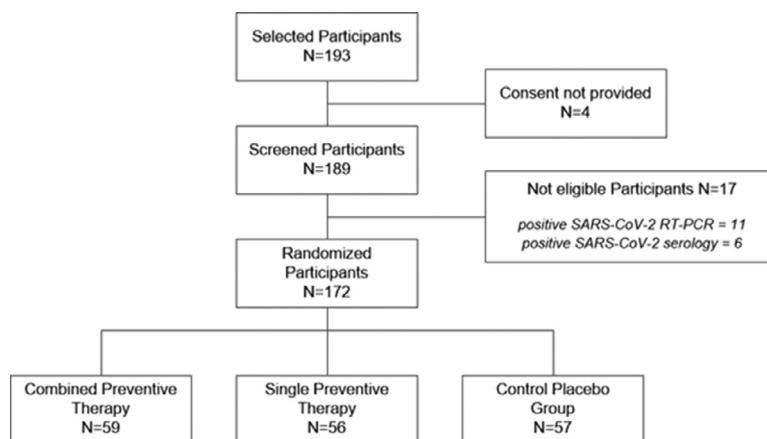 Selected Participants
N=193
Consent not provided
N=4
Screened Participants
N=189
Not eligible Participants N=17
positive SARS-CoV-2 RT-PCR = 11
positive SARS-CoV-2 serology = 6
Randomized
Participants
N=172
Combined Preventive
Therapy
N=59
Single Preventive
Therapy
N=56
Control Placebo
Group
N=57